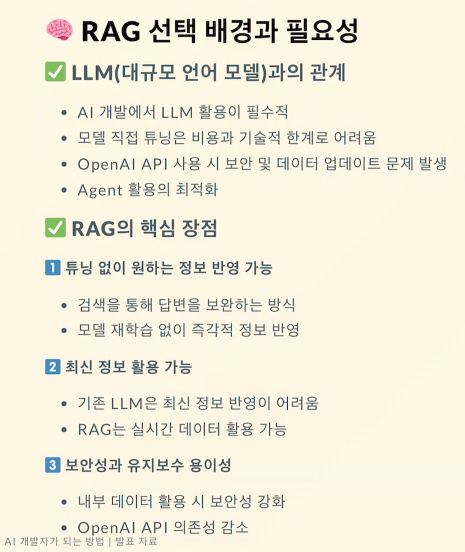 🧠 RAG 선택 배경과 필요성
✅ LLM(대규모 언어 모델)과의 관계
• AI 개발에서 LLM 활용이 필수적
• 모델 직접 튜닝은 비용과 기술적 한계로 어려움
• OpenAI API 사용 시 보안 및 데이터 업데이트 문제 발생
• Agent 활용의 최적화
✅ RAG의 핵심 장점
1️⃣ 튜닝 없이 원하는 정보 반영 가능
• 검색을 통해 답변을 보완하는 방식
• 모델 재학습 없이 즉각적 정보 반영
2️⃣ 최신 정보 활용 가능
• 기존 LLM은 최신 정보 반영이 어려움
• RAG는 실시간 데이터 활용 가능
3️⃣ 보안성과 유지보수 용이성
• 내부 데이터 활용 시 보안성 강화
• OpenAI API 의존성 감소
AI 개발자가 되는 방법 | 발표 자료